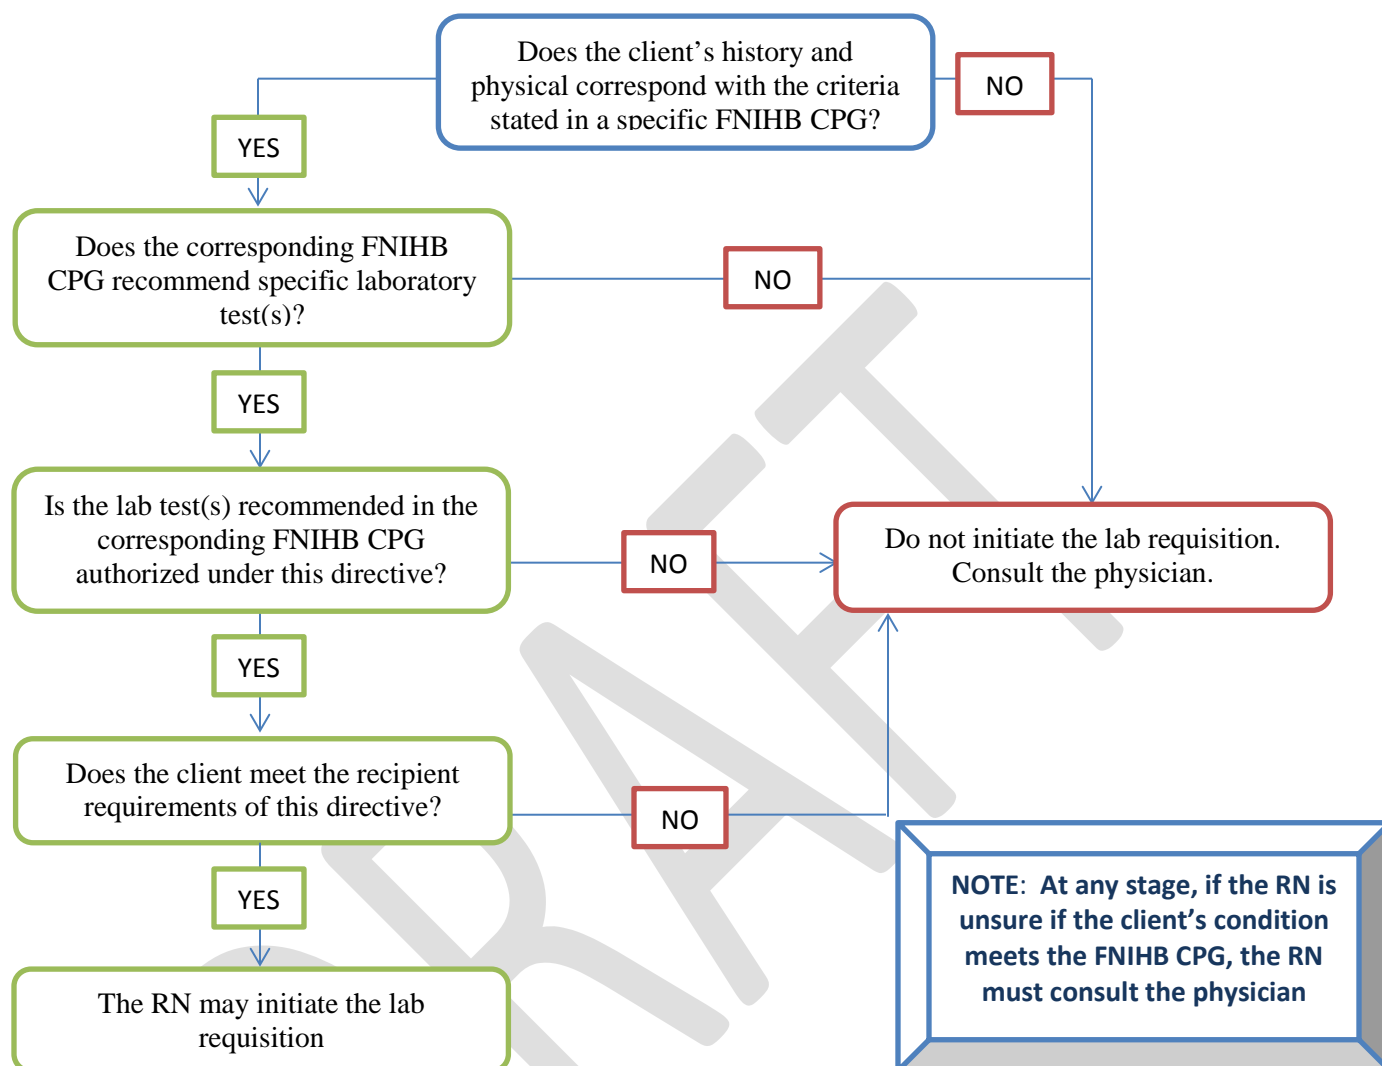 Does the client's history and
physical correspond with the criteria
stated in a specific FNIHB CPG?
NO
YES
Does the corresponding FNIHB
CPG recommend specific laboratory
test(s)?
NO
YES
Is the lab test(s) recommended in the
corresponding FNIHB CPG
authorized under this directive?
NO
Do not initiate the lab requisition.
Consult the physician.
YES
Does the client meet the recipient
requirements of this directive?
NO
YES
The RN may initiate the lab
requisition
NOTE: At any stage, if the RN is
unsure if the client's condition
meets the FNIHB CPG, the RN
must consult the physician
DRAFT